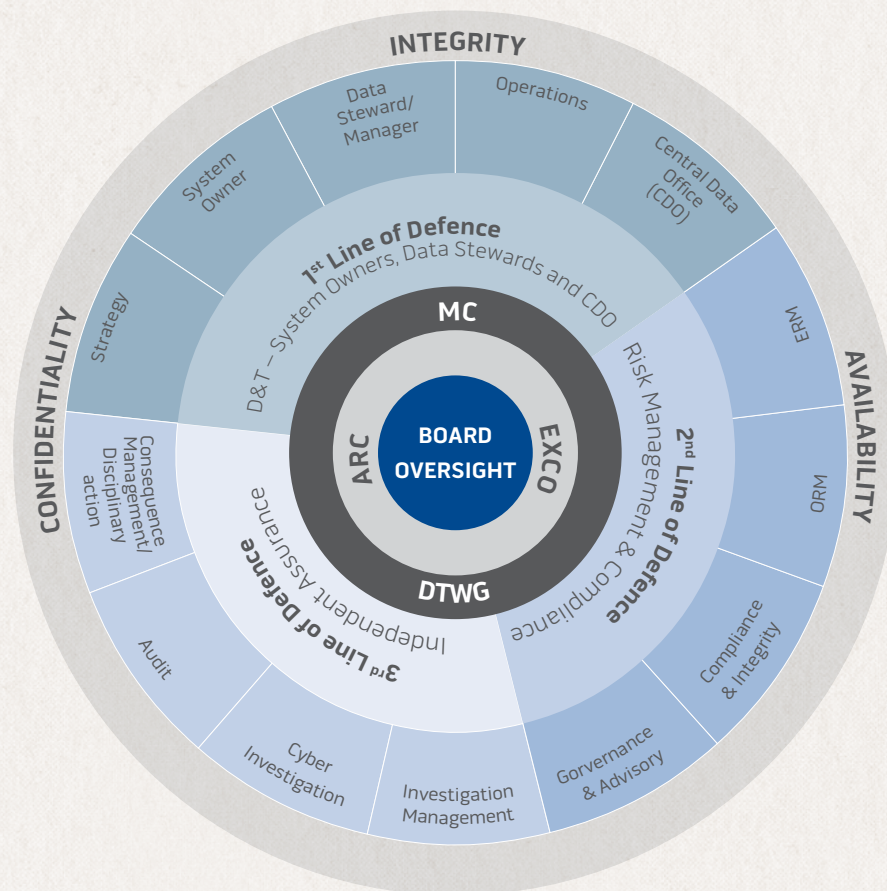 INTEGRITY
Data
Steward/
Manager
Operations
System
Owner
Central Data
Office
(CDO)
Strategy
ERM
1st Line of Defence
D&T – System Owners, Data Stewards and CDO
MC
CONFIDENTIALITY
AVAILABILITY
BOARD
OVERSIGHT
ARC
EXCO
DTWG
2nd Line of Defence
Risk Management & Compliance
ORM
Consequence
Management/
Disciplinary
action
3rd Line of Defence
Independent Assurance
Compliance
& Integrity
Audit
Cyber
Investigation
Investigation
Management
Gorvernance
& Advisory